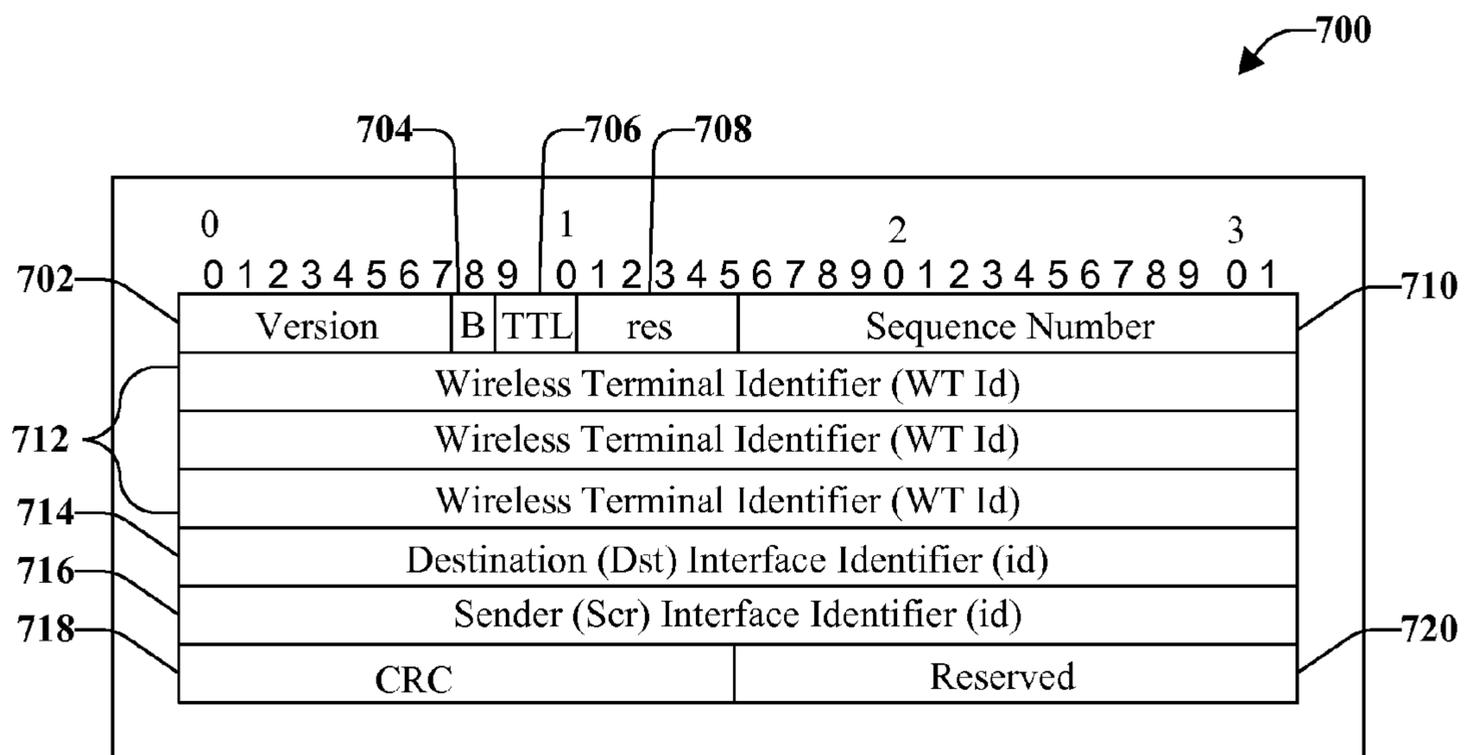 700
704 706 708
0 1 2 3
0 1 2 3 4 5 6 7 8 9 0 1 2 3 4 5 6 7 8 9 0 1 2 3 4 5 6 7 8 9 0 1
702 710
Version B TTL res Sequence Number
Wireless Terminal Identifier (WT Id)
712 Wireless Terminal Identifier (WT Id)
Wireless Terminal Identifier (WT Id)
714
Destination (Dst) Interface Identifier (id)
716
Sender (Scr) Interface Identifier (id)
718 720
CRC Reserved